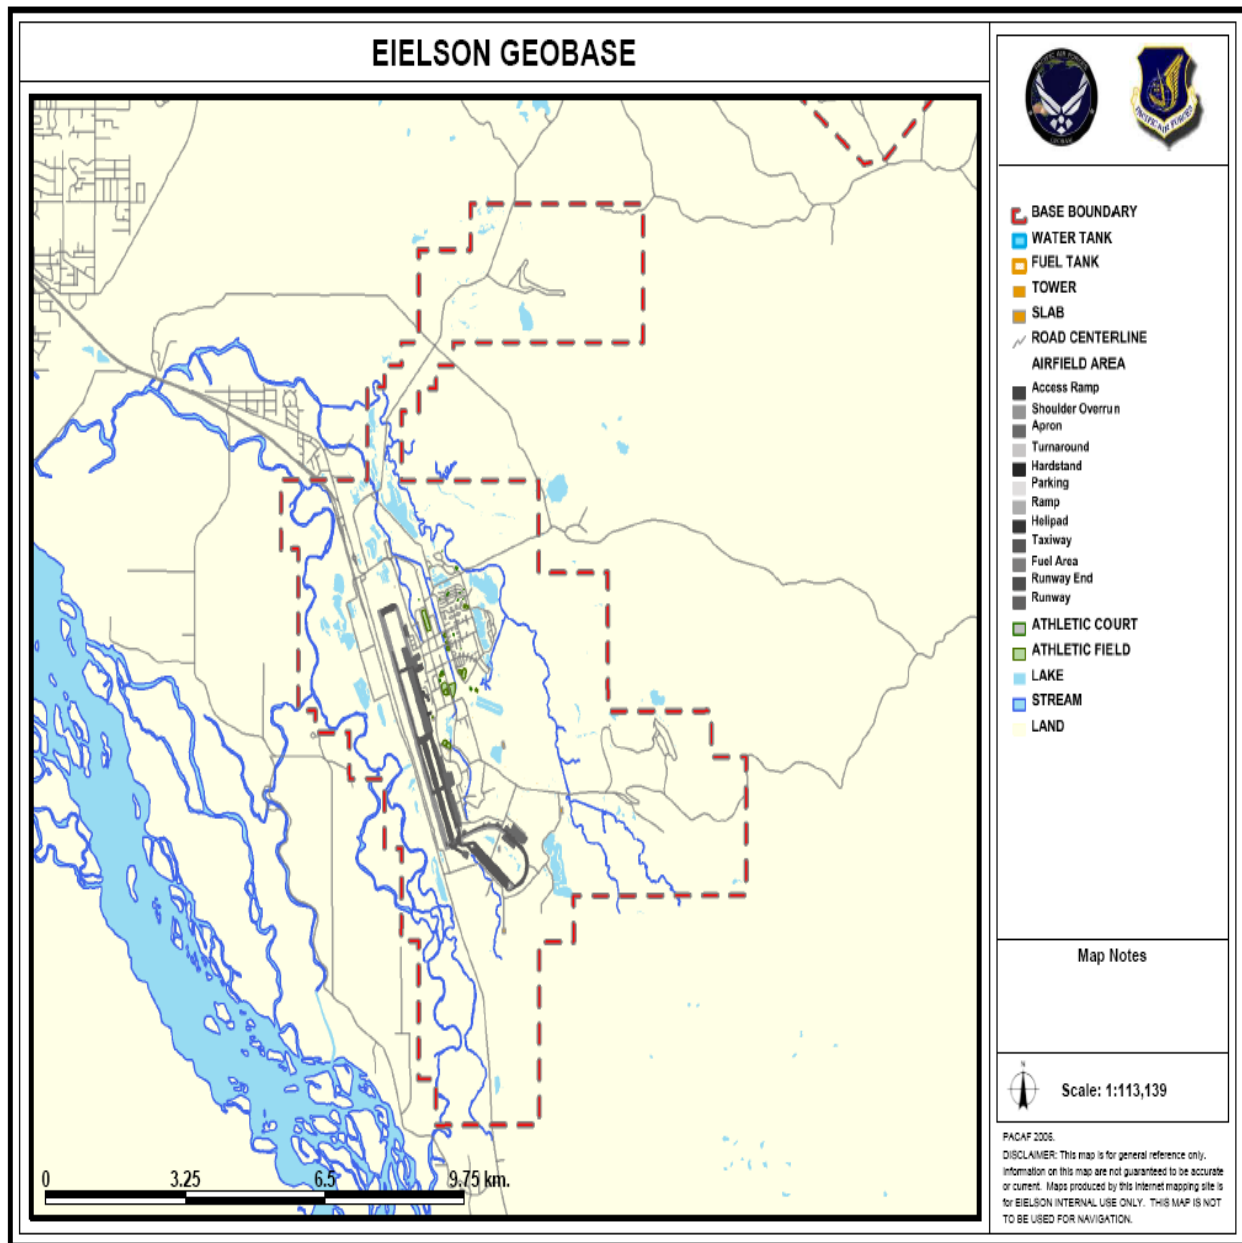 EIELSON GEOBASE
PACIFIC AIR FORCES
BASE BOUNDARY
WATER TANK
FUEL TANK
TOWER
SLAB
ROAD CENTERLINE
AIRFIELD AREA
Access Ramp
Shoulder Overrun
Apron
Turnaround
Hardstand
Parking
Ramp
Helipad
Taxiway
Fuel Area
Runway End
Runway
ATHLETIC COURT
ATHLETIC FIELD
LAKE
STREAM
LAND
Map Notes
N
Scale: 1:113,139
PACAF 2006.
DISCLAIMER: This map is for general reference only.
Information on this map are not guaranteed to be accurate
or current. Maps produced by this internet mapping site is
for EIELSON INTERNAL USE ONLY. THIS MAP IS NOT
TO BE USED FOR NAVIGATION.
0 3.25 6.5 9.75 km.